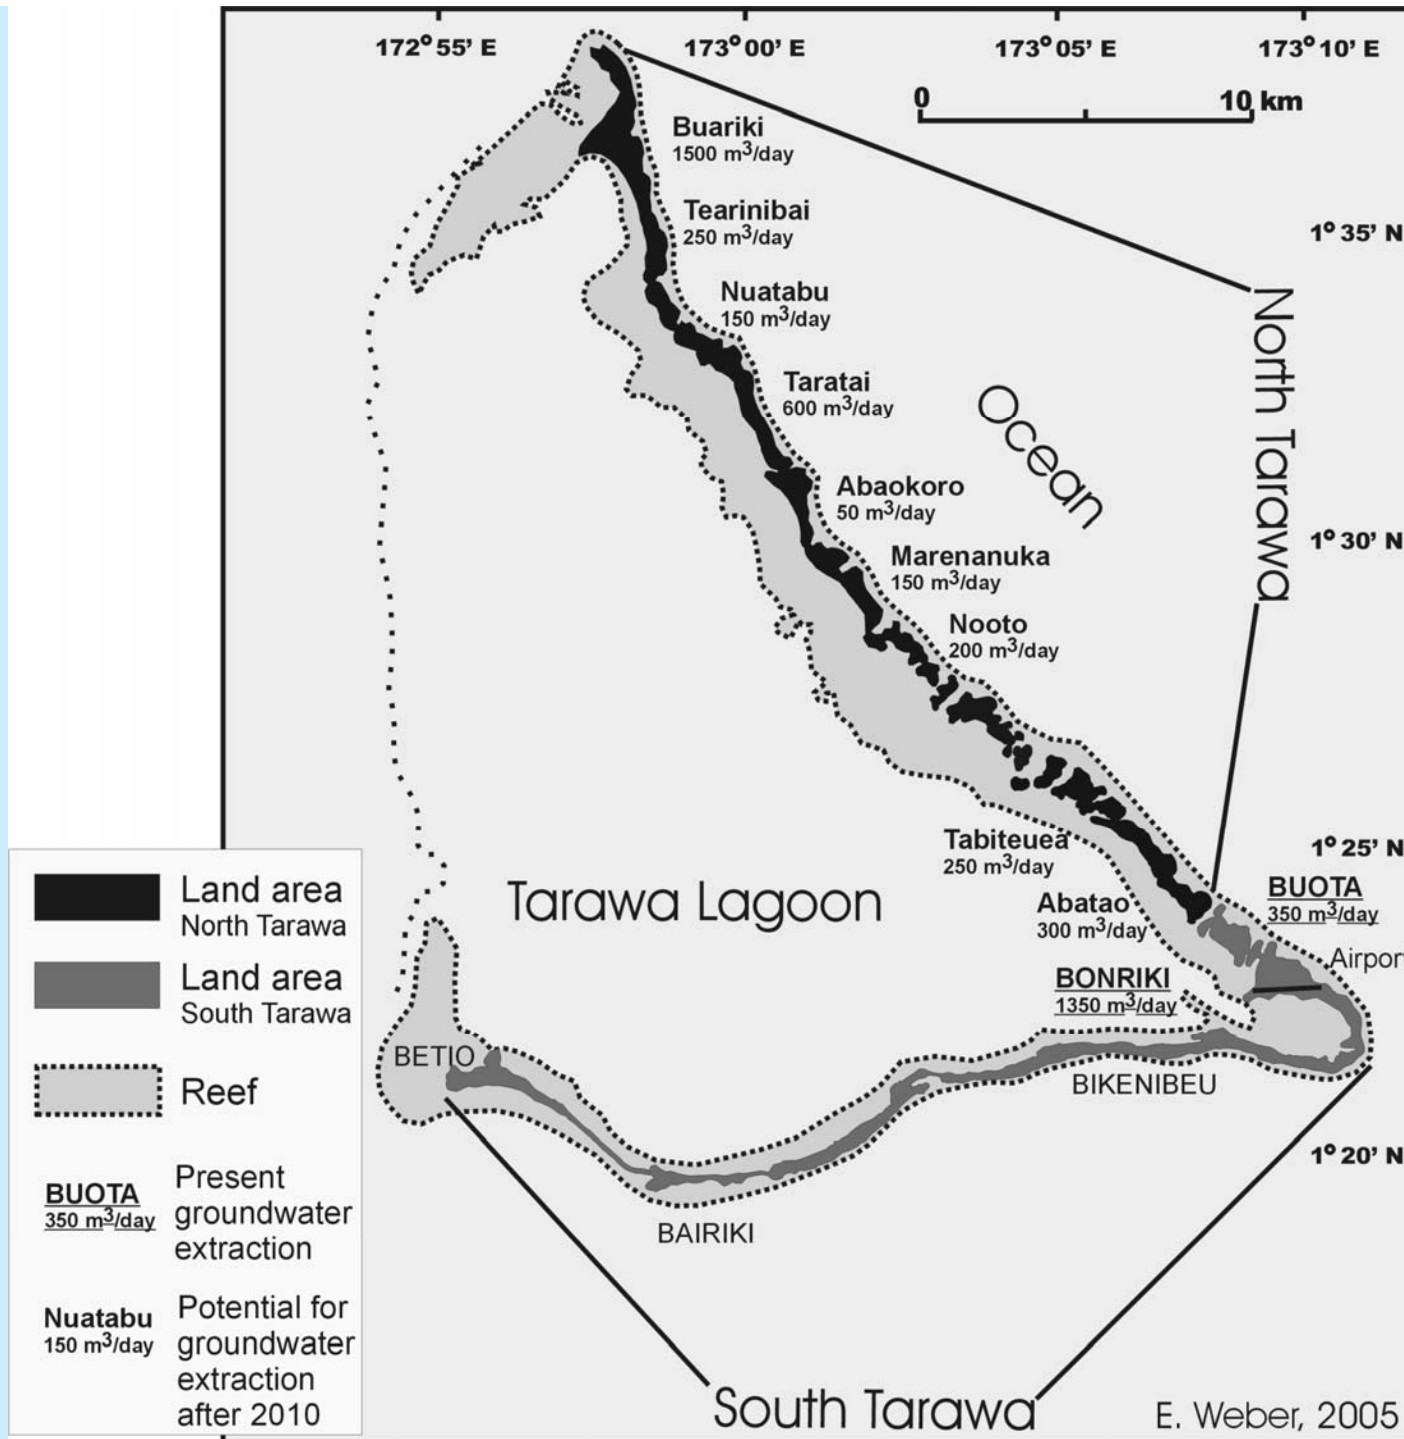 172°55' E
173°00' E
173°05' E
173°10' E
0
10 km
Buariki
1500 m³/day
Tearinibai
250 m³/day
1°35' N
Nuatabu
150 m³/day
North Tarawa
Taratai
600 m³/day
Ocean
Abaokoro
50 m³/day
1°30' N
Marenanuka
150 m³/day
Nooto
200 m³/day
Tabiteuea
250 m³/day
1°25' N
Land area
North Tarawa
Tarawa Lagoon
Abatao
300 m³/day
BUOTA
350 m³/day
Airport
Land area
South Tarawa
BONRIKI
1350 m³/day
BETIO
BIKENIBEU
Reef
1°20' N
BUOTA
350 m³/day
Present
groundwater
extraction
BAIRIKI
Nuatabu
150 m³/day
Potential for
groundwater
extraction
after 2010
South Tarawa
E. Weber, 2005